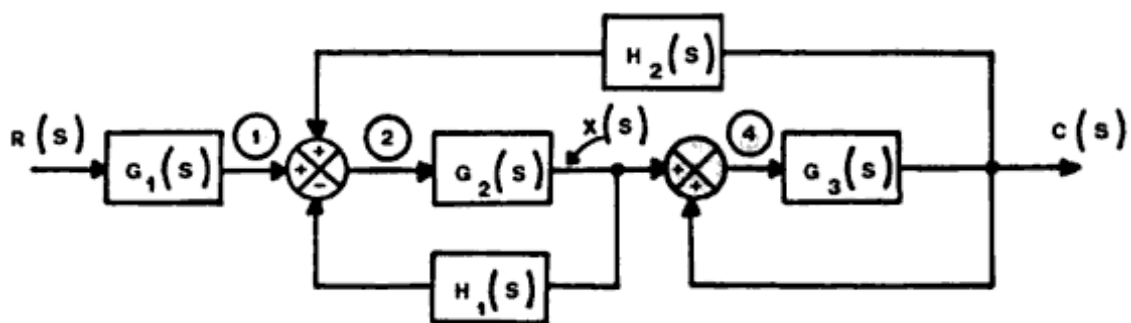 H2(S)
R(S)
G1(S)
1
+
+
−
2
G2(S)
X(S)
+
+
4
G3(S)
C(S)
H1(S)